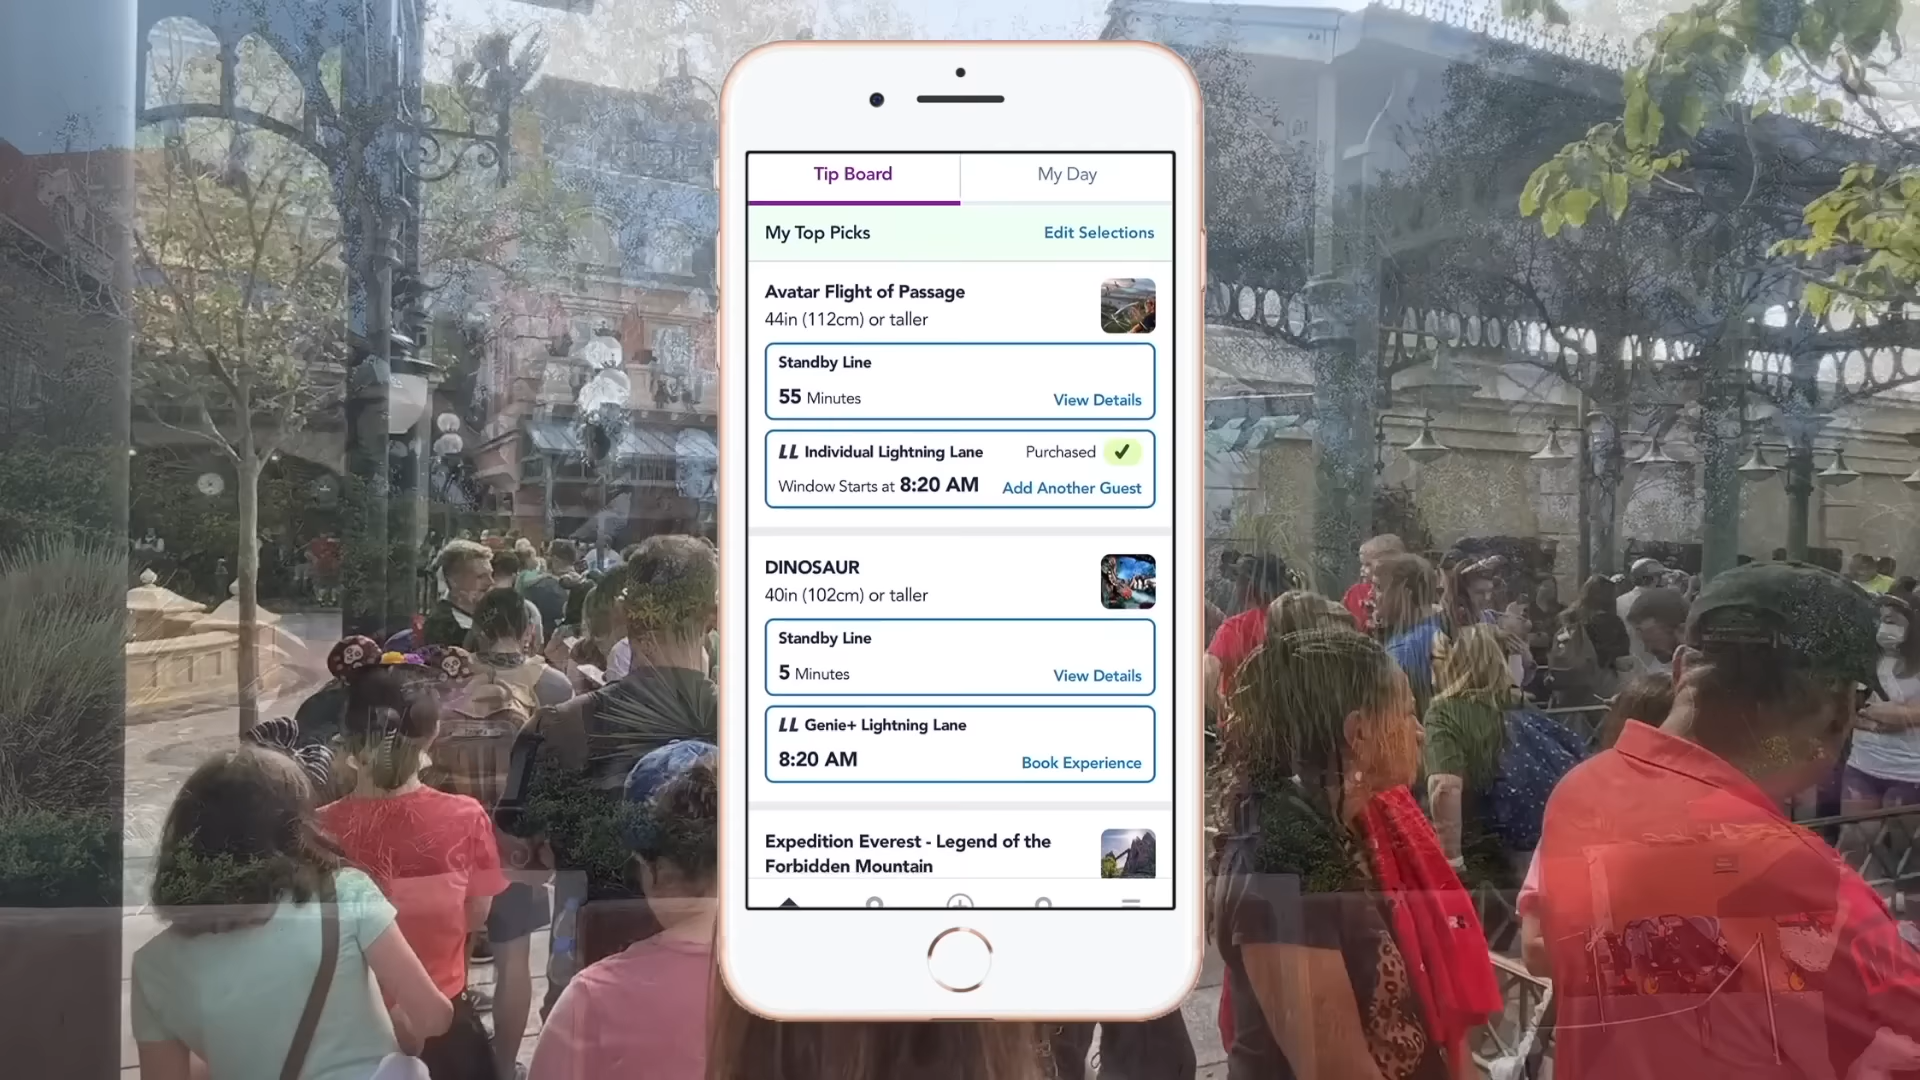 Tip Board
My Day
My Top Picks
Edit Selections
Avatar Flight of Passage
44in (112cm) or taller
Standby Line
55 Minutes
View Details
LL Individual Lightning Lane
Purchased
Window Starts at 8:20 AM
Add Another Guest
DINOSAUR
40in (102cm) or taller
Standby Line
5 Minutes
View Details
LL Genie+ Lightning Lane
8:20 AM
Book Experience
Expedition Everest - Legend of the
Forbidden Mountain